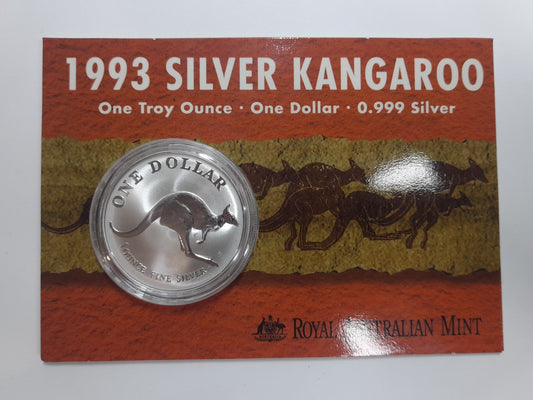 1993 SILVER KANGAROO
One Troy Ounce · One Dollar · 0.999 Silver
ONE DOLLAR
1 OUNCE FINE SILVER
ROYAL AUSTRALIAN MINT